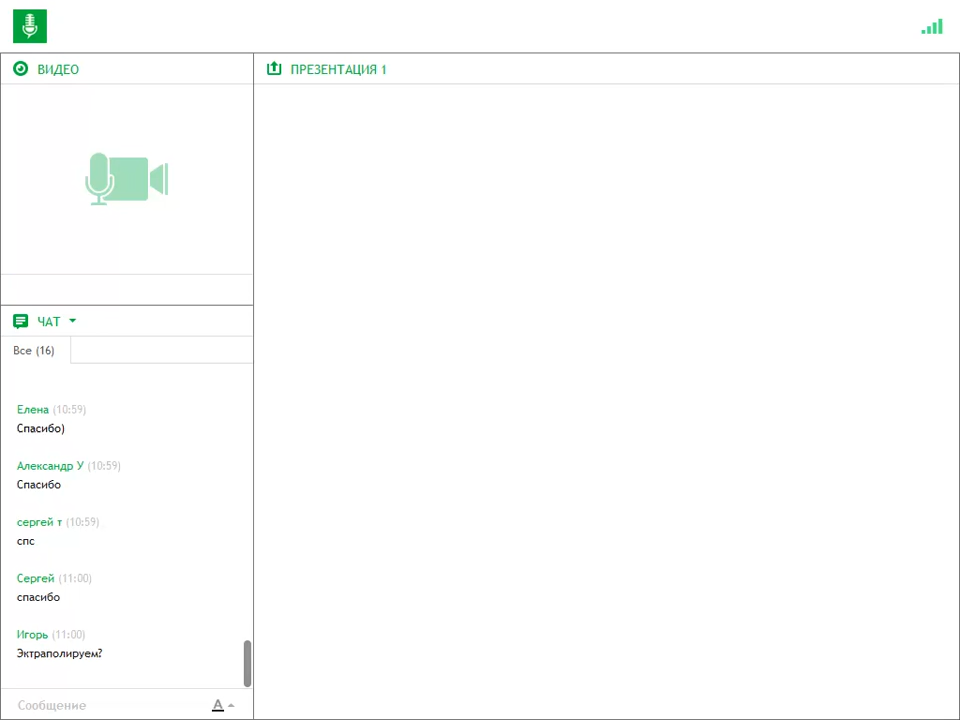 ВИДЕО
ПРЕЗЕНТАЦИЯ 1
ЧАТ
Все (16)
Елена (10:59)
Спасибо)
Александр У (10:59)
Спасибо
сергей т (10:59)
спс
Сергей (11:00)
спасибо
Игорь (11:00)
Эктраполируем?
Сообщение
A